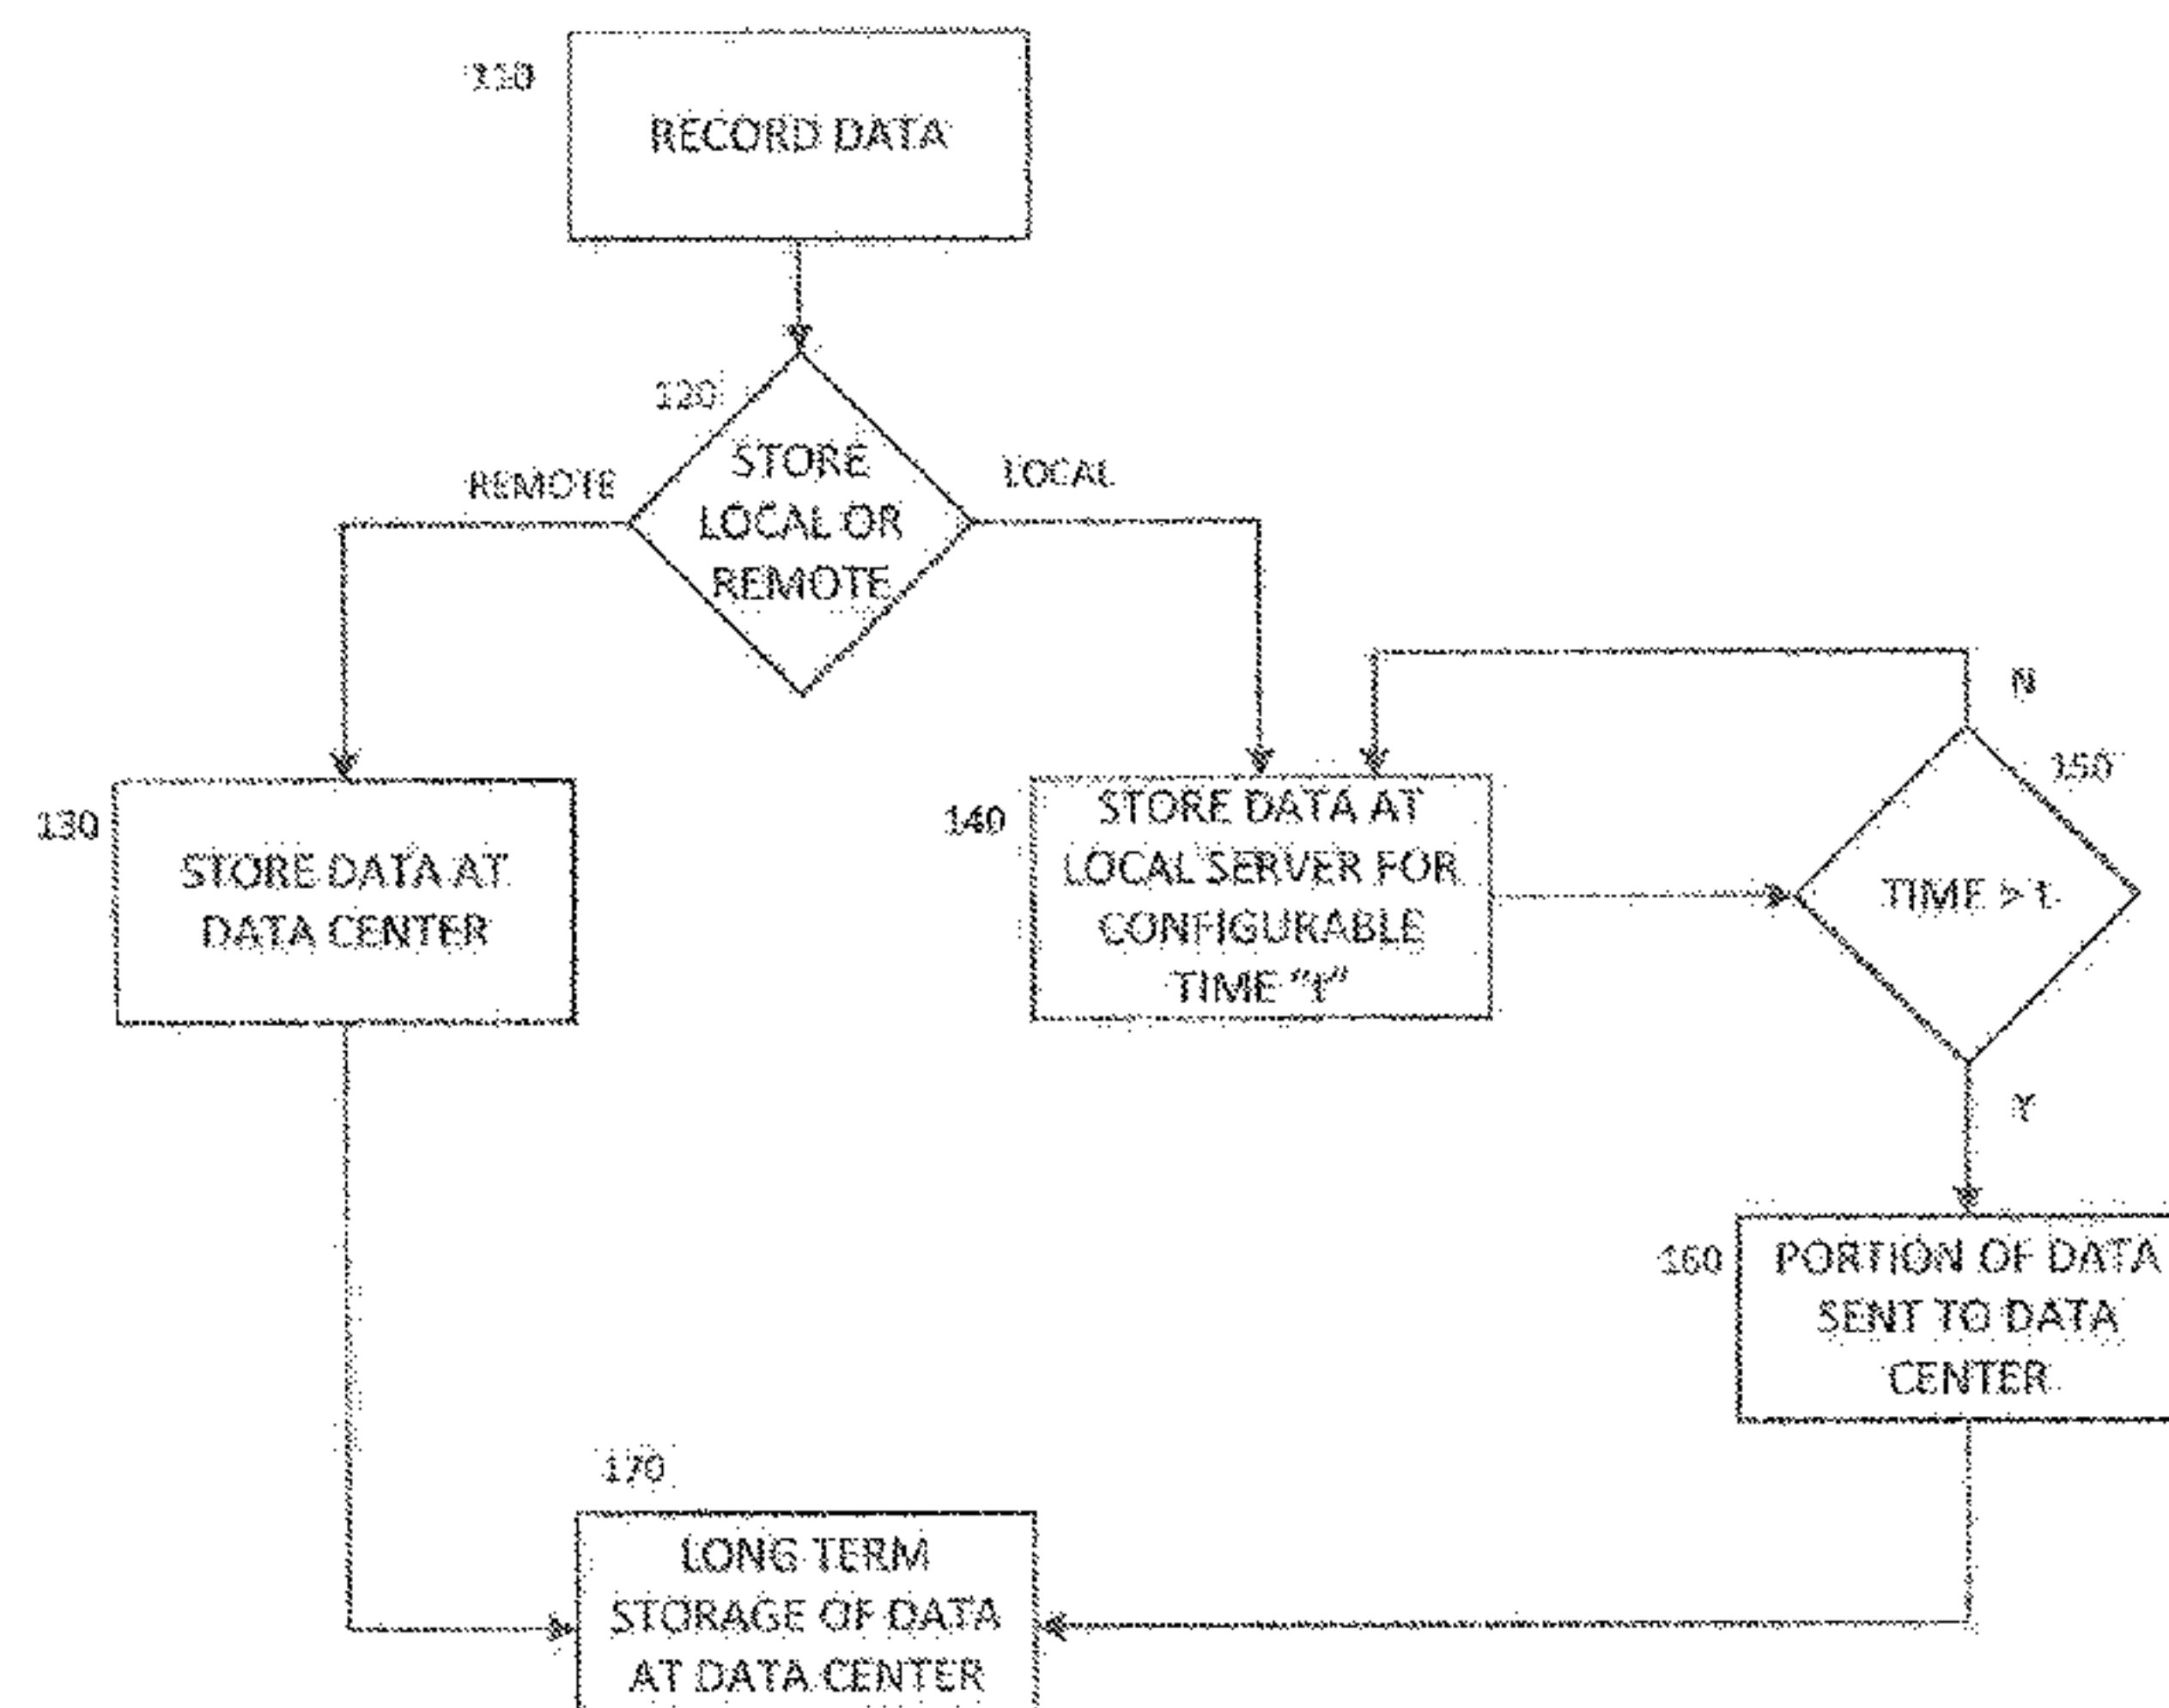 110
RECORD DATA
120
STORE
LOCAL OR
REMOTE
REMOTE
LOCAL
N
150
130
STORE DATA AT
DATA CENTER
140
STORE DATA AT
LOCAL SERVER FOR
CONFIGURABLE
TIME "t"
TIME > t
Y
160
PORTION OF DATA
SENT TO DATA
CENTER
170
LONG TERM
STORAGE OF DATA
AT DATA CENTER